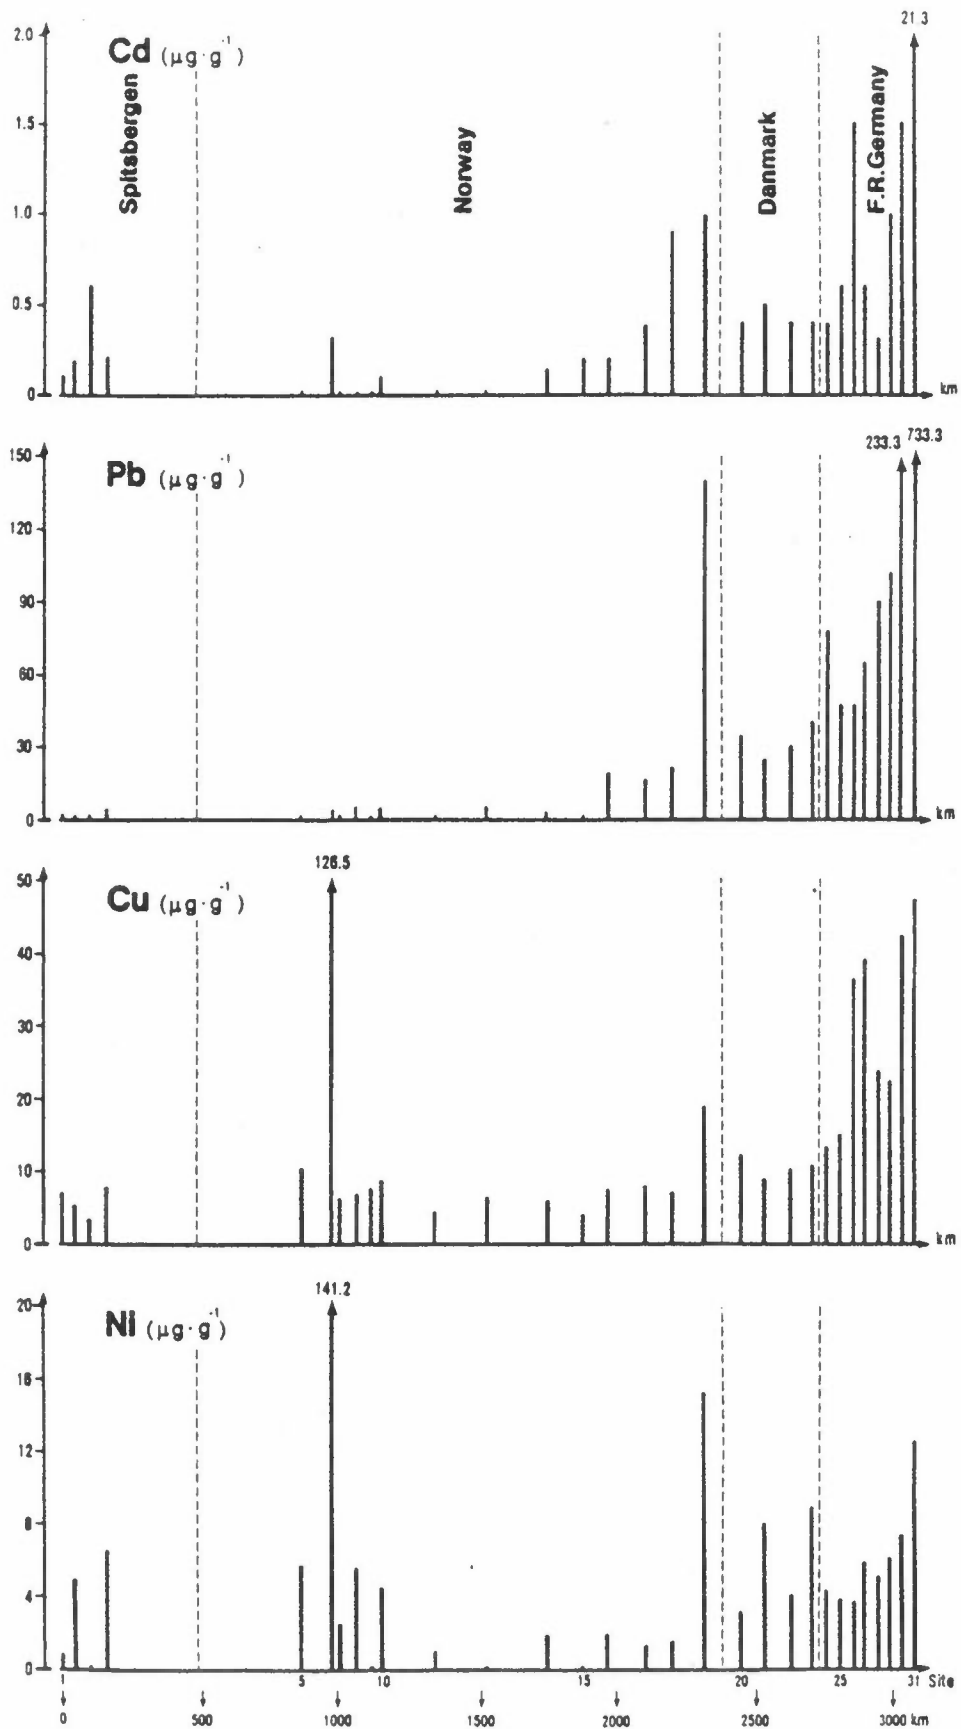 21.3
2.0
Cd (µg·g⁻¹)
Spitsbergen
Norway
Danmark
F.R.Germany
1.5
1.0
0.5
0
km
150
Pb (µg·g⁻¹)
233.3 733.3
120
90
60
30
0
km
126.5
50
Cu (µg·g⁻¹)
40
30
20
10
0
km
141.2
20
Ni (µg·g⁻¹)
16
12
8
4
0
5 10 15 20 25 31 Site
0 500 1000 1500 2000 2500 3000 km